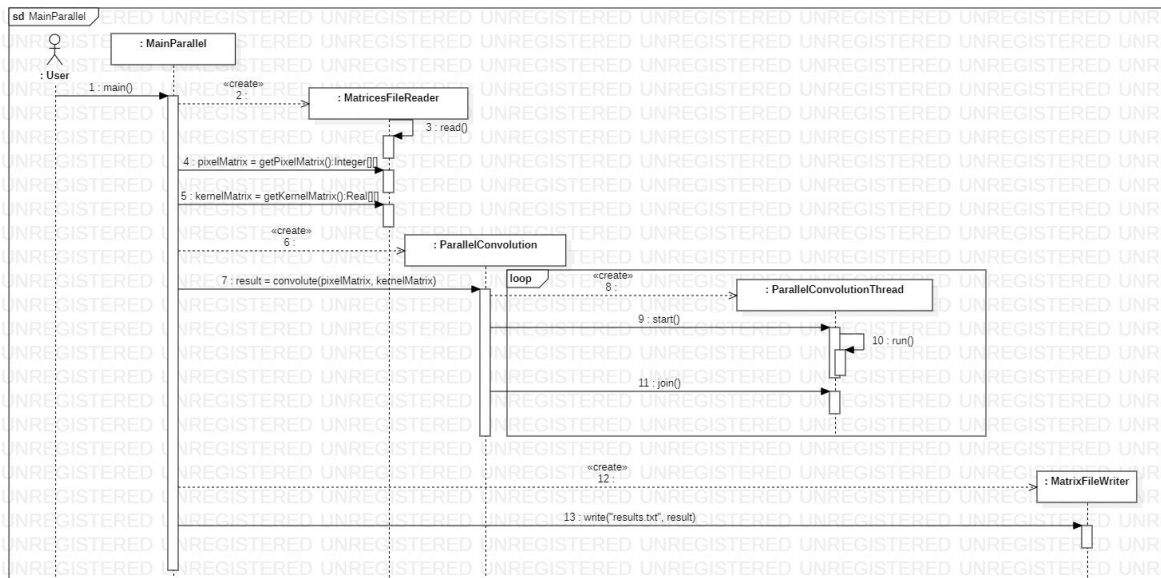 sd MainParallel
: MainParallel
: User
1 : main()
«create»
2 :
: MatricesFileReader
3 : read()
4 : pixelMatrix = getPixelMatrix():Integer[][]
5 : kernelMatrix = getKernelMatrix():Real[][]
«create»
6 :
: ParallelConvolution
7 : result = convolute(pixelMatrix, kernelMatrix)
loop
«create»
8 :
: ParallelConvolutionThread
9 : start()
10 : run()
11 : join()
«create»
12 :
: MatrixFileWriter
13 : write("results.txt", result)
UNREGISTERED